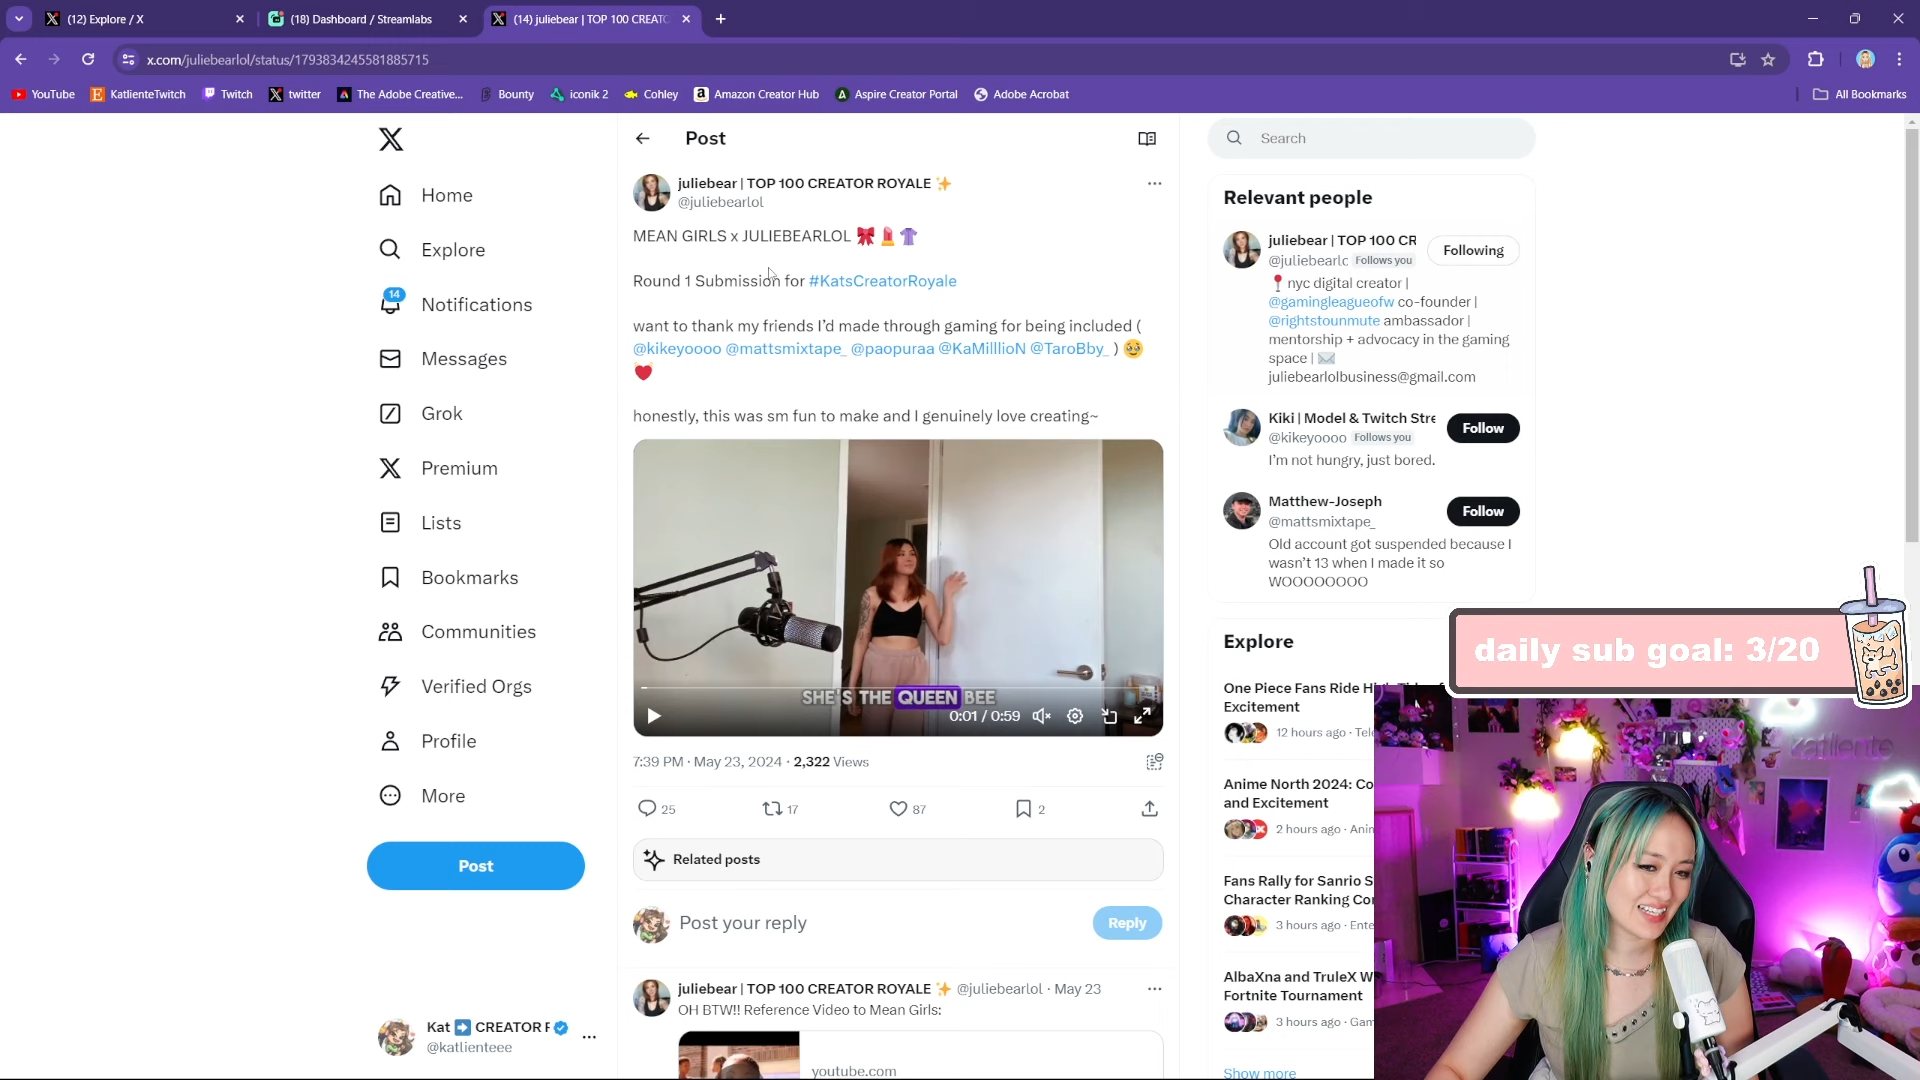 (12) Explore / X
(18) Dashboard / Streamlabs
(14) juliebear | TOP 100 CREATO
x.com/juliebearlol/status/1793834245581885715
YouTube
KatlienteTwitch
Twitch
twitter
The Adobe Creative...
Bounty
iconik 2
Cohley
Amazon Creator Hub
Aspire Creator Portal
Adobe Acrobat
All Bookmarks
Home
Explore
14
Notifications
Messages
Grok
Premium
Lists
Bookmarks
Communities
Verified Orgs
Profile
More
Post
Kat ➡️ CREATOR F
@katlienteee
Post
juliebear | TOP 100 CREATOR ROYALE ✨
@juliebearlol
MEAN GIRLS x JULIEBEARLOL 🎀💄👚
Round 1 Submission for #KatsCreatorRoyale
want to thank my friends I'd made through gaming for being included (
@kikeyoooo @mattsmixtape_ @paopuraa @KaMilllioN @TaroBby_ ) 🥹
❤️
honestly, this was sm fun to make and I genuinely love creating~
SHE'S THE QUEEN BEE
0:01 / 0:59
7:39 PM · May 23, 2024 · 2,322 Views
25
17
87
2
Related posts
Post your reply
Reply
juliebear | TOP 100 CREATOR ROYALE ✨ @juliebearlol · May 23
OH BTW!! Reference Video to Mean Girls:
youtube.com
Search
Relevant people
juliebear | TOP 100 CR
@juliebearlc Follows you
Following
📍 nyc digital creator |
@gamingleagueofw co-founder |
@rightstounmute ambassador |
mentorship + advocacy in the gaming
space | ✉️
juliebearlolbusiness@gmail.com
Kiki | Model & Twitch Stre
@kikeyoooo Follows you
Follow
I'm not hungry, just bored.
Matthew-Joseph
@mattsmixtape_
Follow
Old account got suspended because I
wasn't 13 when I made it so
WOOOOOOOO
Explore
daily sub goal: 3/20
One Piece Fans Ride
Excitement
12 hours ago · Tele
Anime North 2024: Co
and Excitement
2 hours ago · Ani
Fans Rally for Sanrio S
Character Ranking Co
3 hours ago · Ente
AlbaXna and TruleX W
Fortnite Tournament
3 hours ago · Gam
Show more
katliente